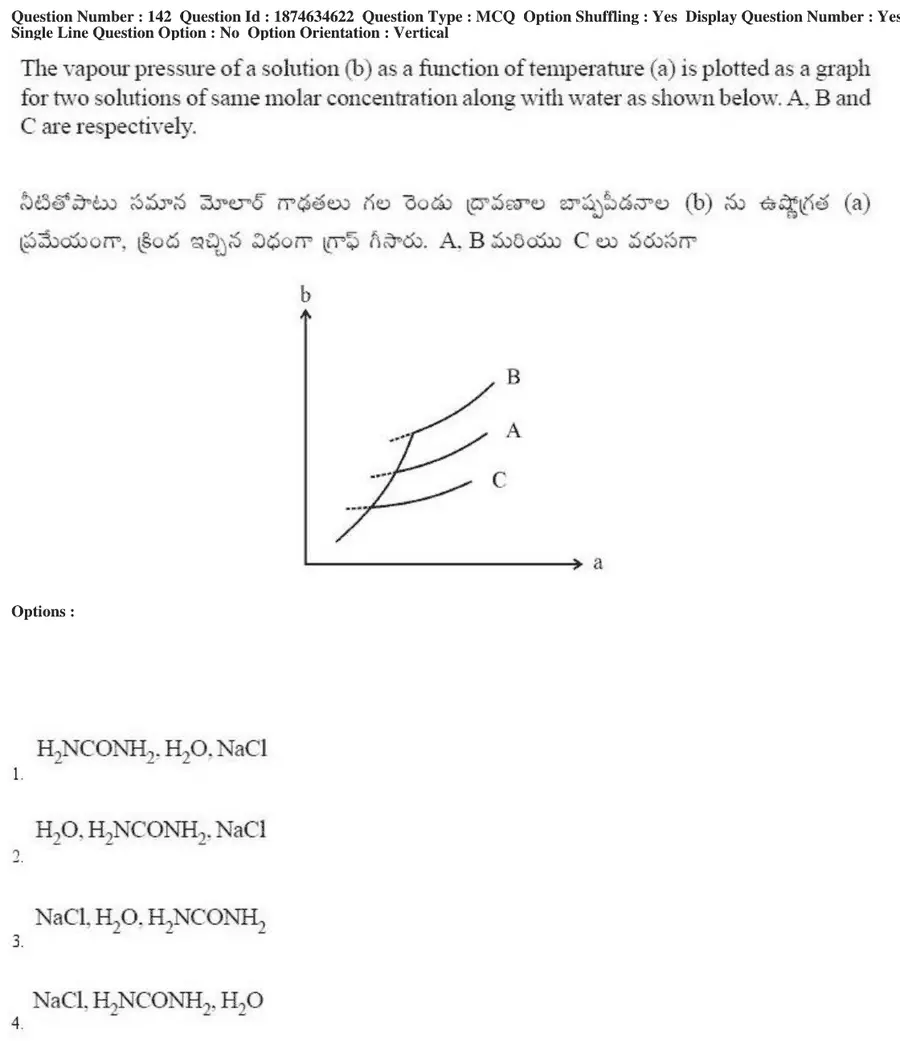 Question Number : 142 Question Id : 1874634622 Question Type : MCQ Option Shuffling : Yes Display Question Number : Yes
Single Line Question Option : No Option Orientation : Vertical
The vapour pressure of a solution (b) as a function of temperature (a) is plotted as a graph
for two solutions of same molar concentration along with water as shown below. A, B and
C are respectively.
నీటితోపాటు సమాన మోలార్ గాఢతలు గల రెండు ద్రావణాల బాష్పపీడనాల (b) ను ఉష్ణోగ్రత (a)
ప్రమేయంగా, క్రింద ఇచ్చిన విధంగా గ్రాఫ్ గీసారు. A, B మరియు C లు వరుసగా
b
B
A
C
a
Options :
H₂NCONH₂, H₂O, NaCl
1.
H₂O, H₂NCONH₂, NaCl
2.
NaCl, H₂O, H₂NCONH₂
3.
NaCl, H₂NCONH₂, H₂O
4.